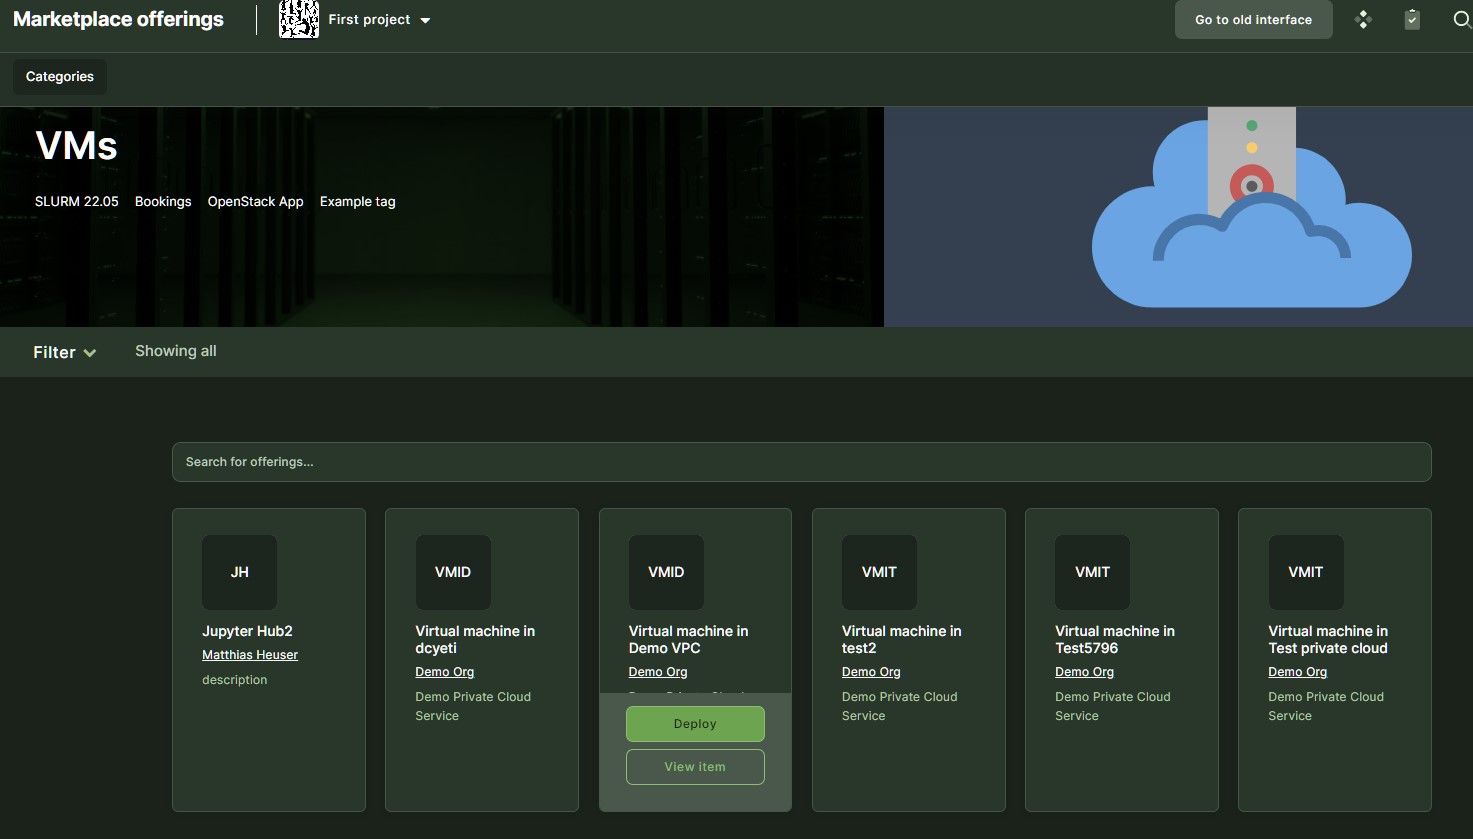 Marketplace offerings
First project
Go to old interface
Categories
VMs
SLURM 22.05 Bookings OpenStack App Example tag
Filter
Showing all
Search for offerings...
JH
Jupyter Hub2
Matthias Heuser
description
VMID
Virtual machine in
dcyeti
Demo Org
Demo Private Cloud
Service
VMID
Virtual machine in
Demo VPC
Demo Org
Deploy
View item
VMIT
Virtual machine in
test2
Demo Org
Demo Private Cloud
Service
VMIT
Virtual machine in
Test5796
Demo Org
Demo Private Cloud
Service
VMIT
Virtual machine in
Test private cloud
Demo Org
Demo Private Cloud
Service